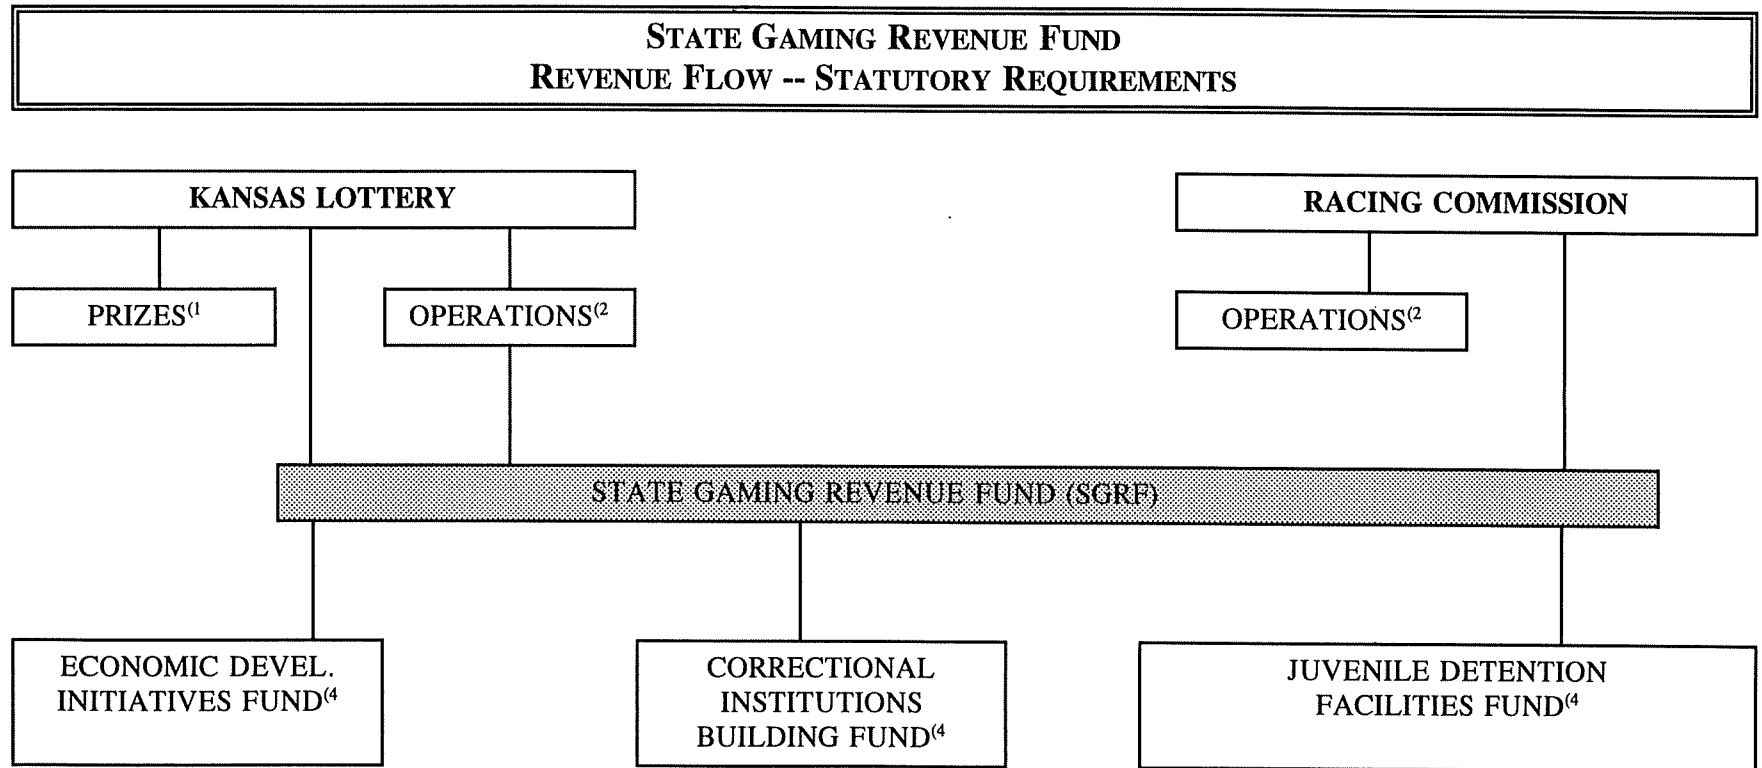 STATE GAMING REVENUE FUND
REVENUE FLOW -- STATUTORY REQUIREMENTS
KANSAS LOTTERY
RACING COMMISSION
PRIZES(1
OPERATIONS(2
OPERATIONS(2
STATE GAMING REVENUE FUND (SGRF)
ECONOMIC DEVEL.
INITIATIVES FUND(4
CORRECTIONAL
INSTITUTIONS
BUILDING FUND(4
JUVENILE DETENTION
FACILITIES FUND(4